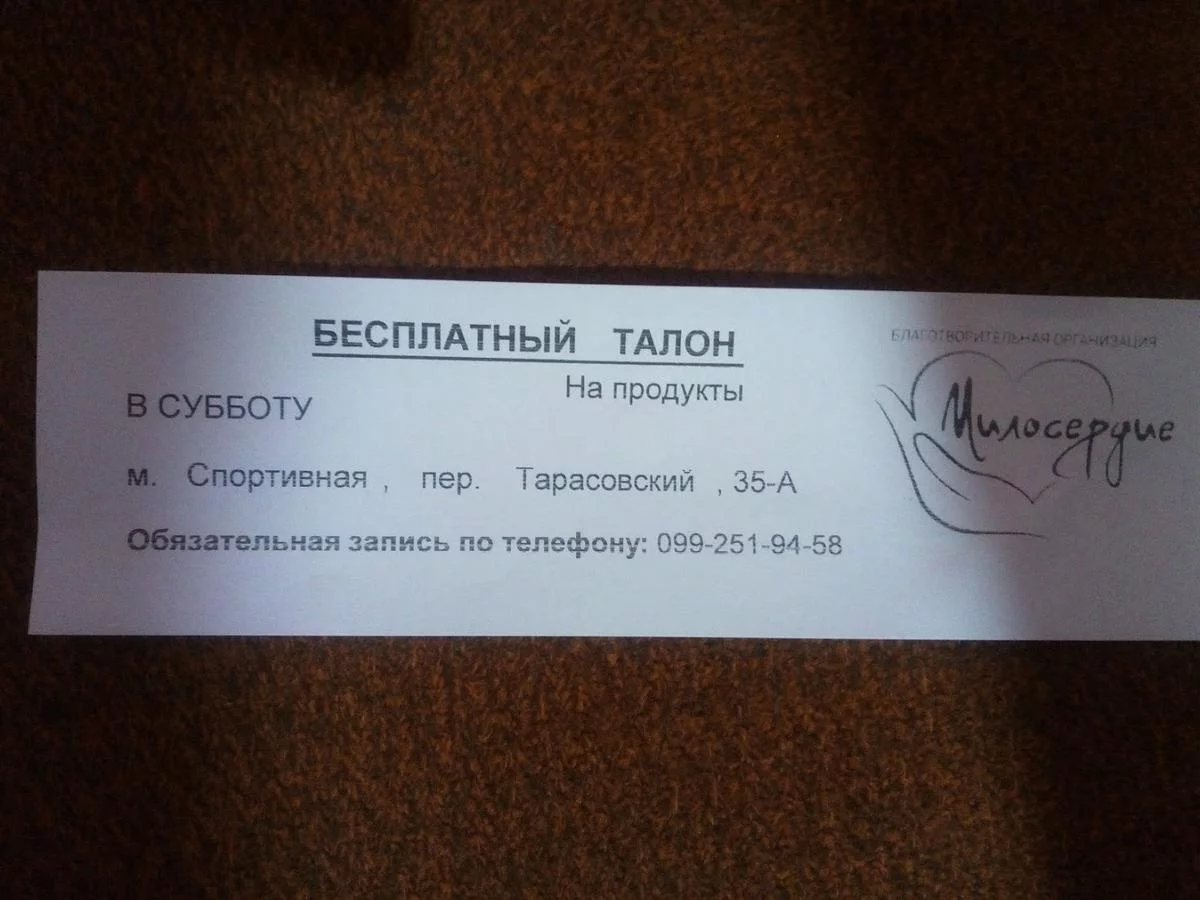 БЕСПЛАТНЫЙ ТАЛОН
На продукты
В СУББОТУ
м. Спортивная , пер. Тарасовский , 35-А
Обязательная запись по телефону: 099-251-94-58
БЛАГОТВОРИТЕЛЬНАЯ ОРГАНИЗАЦИЯ
Милосердие